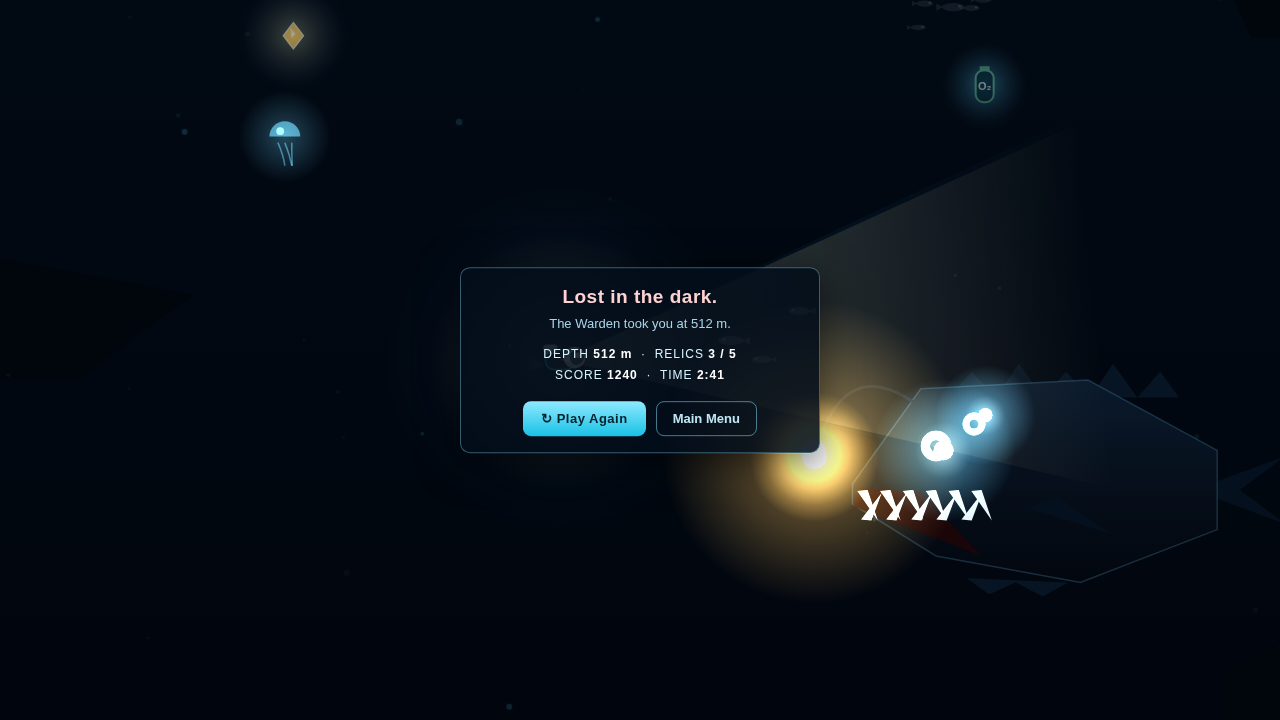 O₂
Lost in the dark.
The Warden took you at 512 m.
DEPTH 512 m · RELICS 3 / 5
SCORE 1240 · TIME 2:41
↻ Play Again
Main Menu